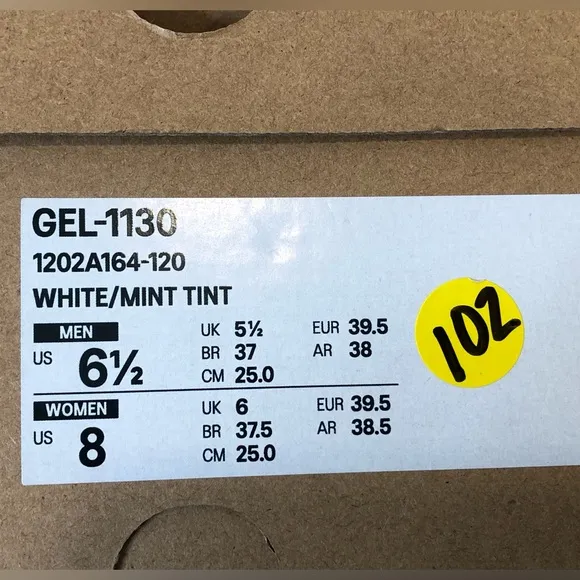 GEL-1130
1202A164-120
WHITE/MINT TINT
MEN
US 6½
UK 5½ EUR 39.5
BR 37 AR 38
CM 25.0
WOMEN
US 8
UK 6 EUR 39.5
BR 37.5 AR 38.5
CM 25.0
102